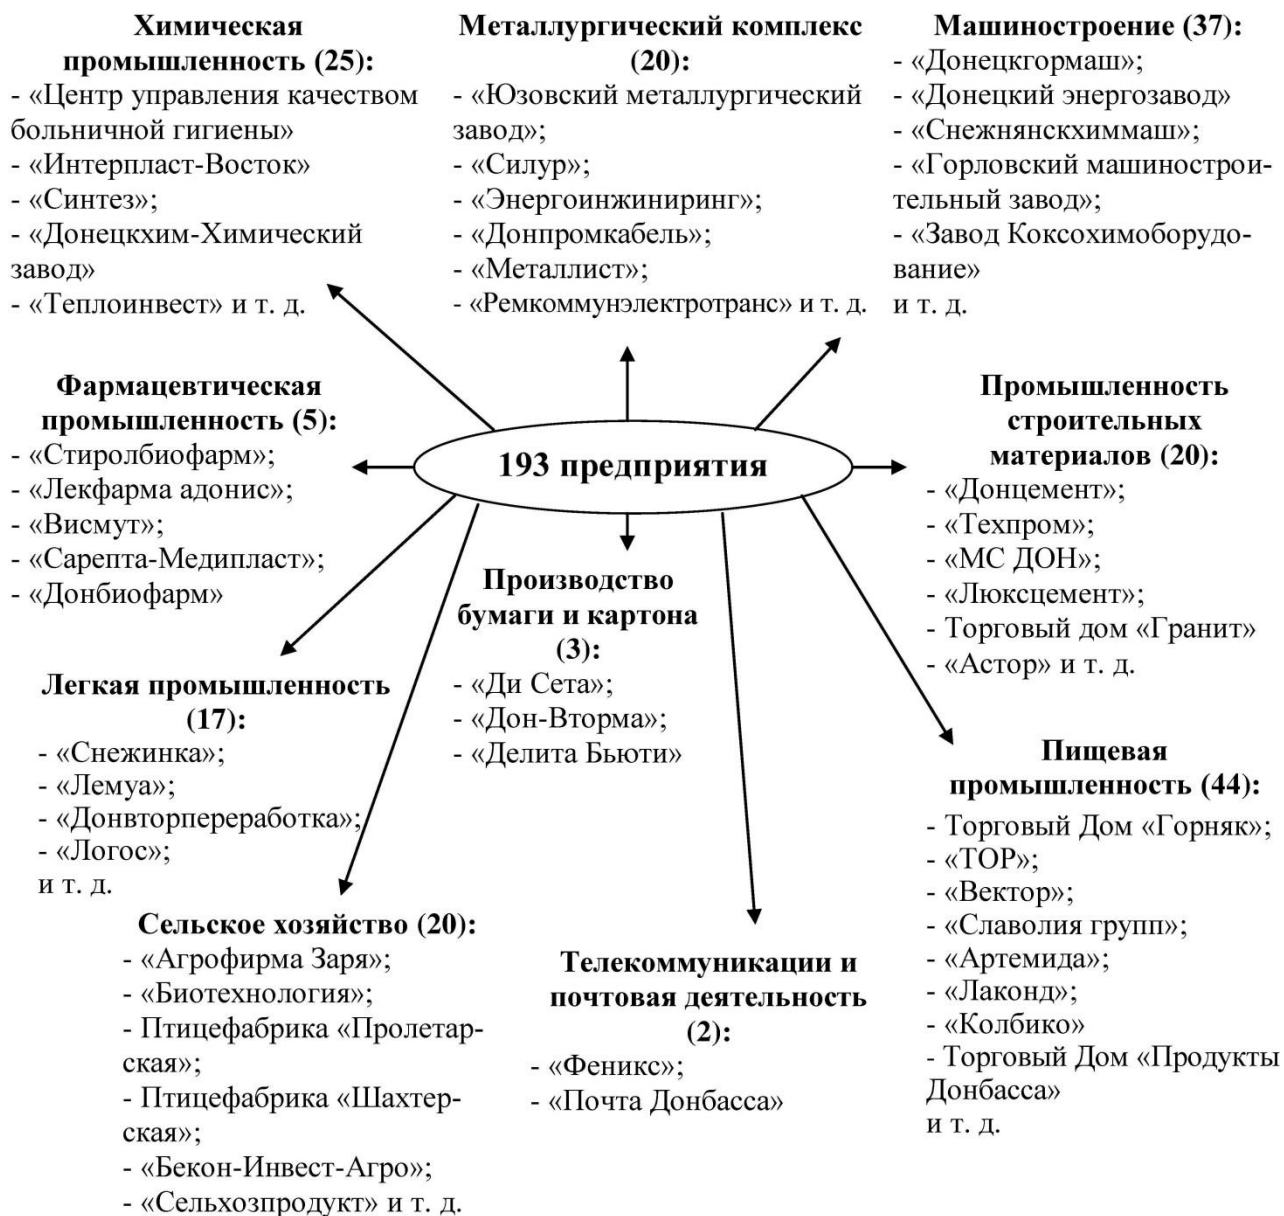 Химическая
промышленность (25):
- «Центр управления качеством
больничной гигиены»
- «Интерпласт-Восток»
- «Синтез»;
- «Донецкхим-Химический
завод»
- «Теплоинвест» и т. д.
Металлургический комплекс
(20):
- «Юзовский металлургический
завод»;
- «Силур»;
- «Энергоинжиниринг»;
- «Донпромкабель»;
- «Металлист»;
- «Ремкоммунэлектротранс» и т. д.
Машиностроение (37):
- «Донецкгормаш»;
- «Донецкий энергозавод»
- «Снежнянскхиммаш»;
- «Горловский машинострои-
тельный завод»;
- «Завод Коксохимоборудо-
вание»
и т. д.
Фармацевтическая
промышленность (5):
- «Стиролбиофарм»;
- «Лекфарма адонис»;
- «Висмут»;
- «Сарепта-Медипласт»;
- «Донбиофарм»
193 предприятия
Промышленность
строительных
материалов (20):
- «Донцемент»;
- «Техпром»;
- «МС ДОН»;
- «Люксцемент»;
- Торговый дом «Гранит»
- «Астор» и т. д.
Производство
бумаги и картона
(3):
- «Ди Сета»;
- «Дон-Вторма»;
- «Делита Бьюти»
Легкая промышленность
(17):
- «Снежинка»;
- «Лемуа»;
- «Донвторпереработка»;
- «Логос»;
и т. д.
Пищевая
промышленность (44):
- Торговый Дом «Горняк»;
- «ТОР»;
- «Вектор»;
- «Славолия групп»;
- «Артемида»;
- «Лаконд»;
- «Колбико»
- Торговый Дом «Продукты
Донбасса»
и т. д.
Сельское хозяйство (20):
- «Агрофирма Заря»;
- «Биотехнология»;
- Птицефабрика «Пролетар-
ская»;
- Птицефабрика «Шахтер-
ская»;
- «Бекон-Инвест-Агро»;
- «Сельхозпродукт» и т. д.
Телекоммуникации и
почтовая деятельность
(2):
- «Феникс»;
- «Почта Донбасса»